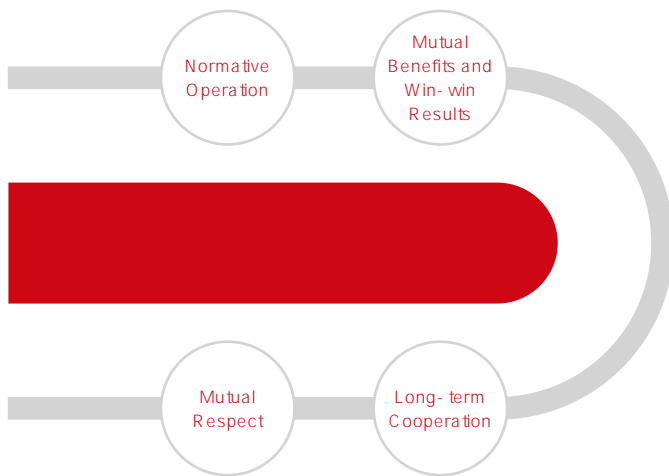 Normative
Operation
Mutual
Benefits and
Win-win
Results
Mutual
Respect
Long-term
Cooperation